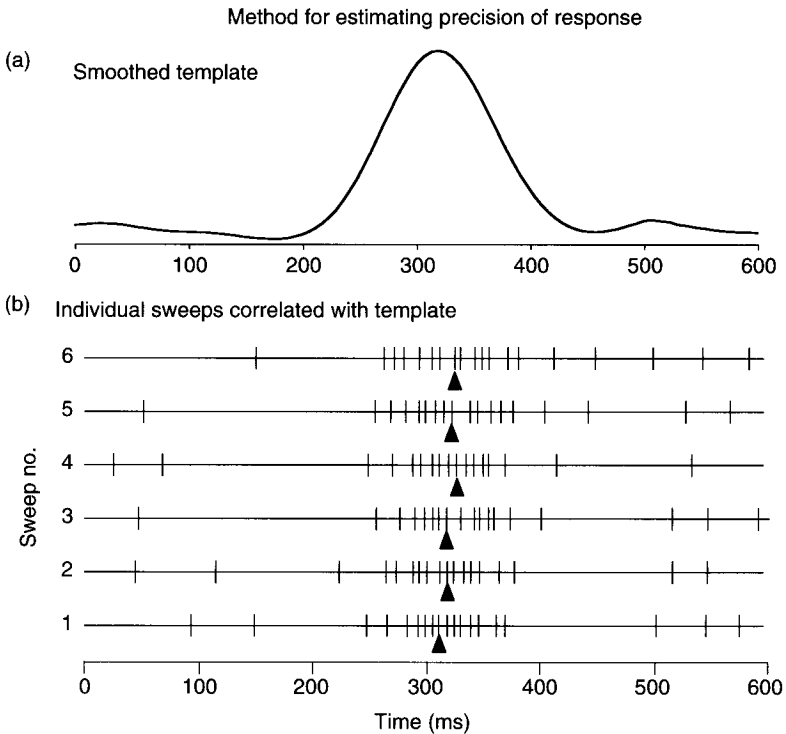 Method for estimating precision of response
(a)
Smoothed template
0 100 200 300 400 500 600
(b) Individual sweeps correlated with template
Sweep no.
6
5
4
3
2
1
0 100 200 300 400 500 600
Time (ms)